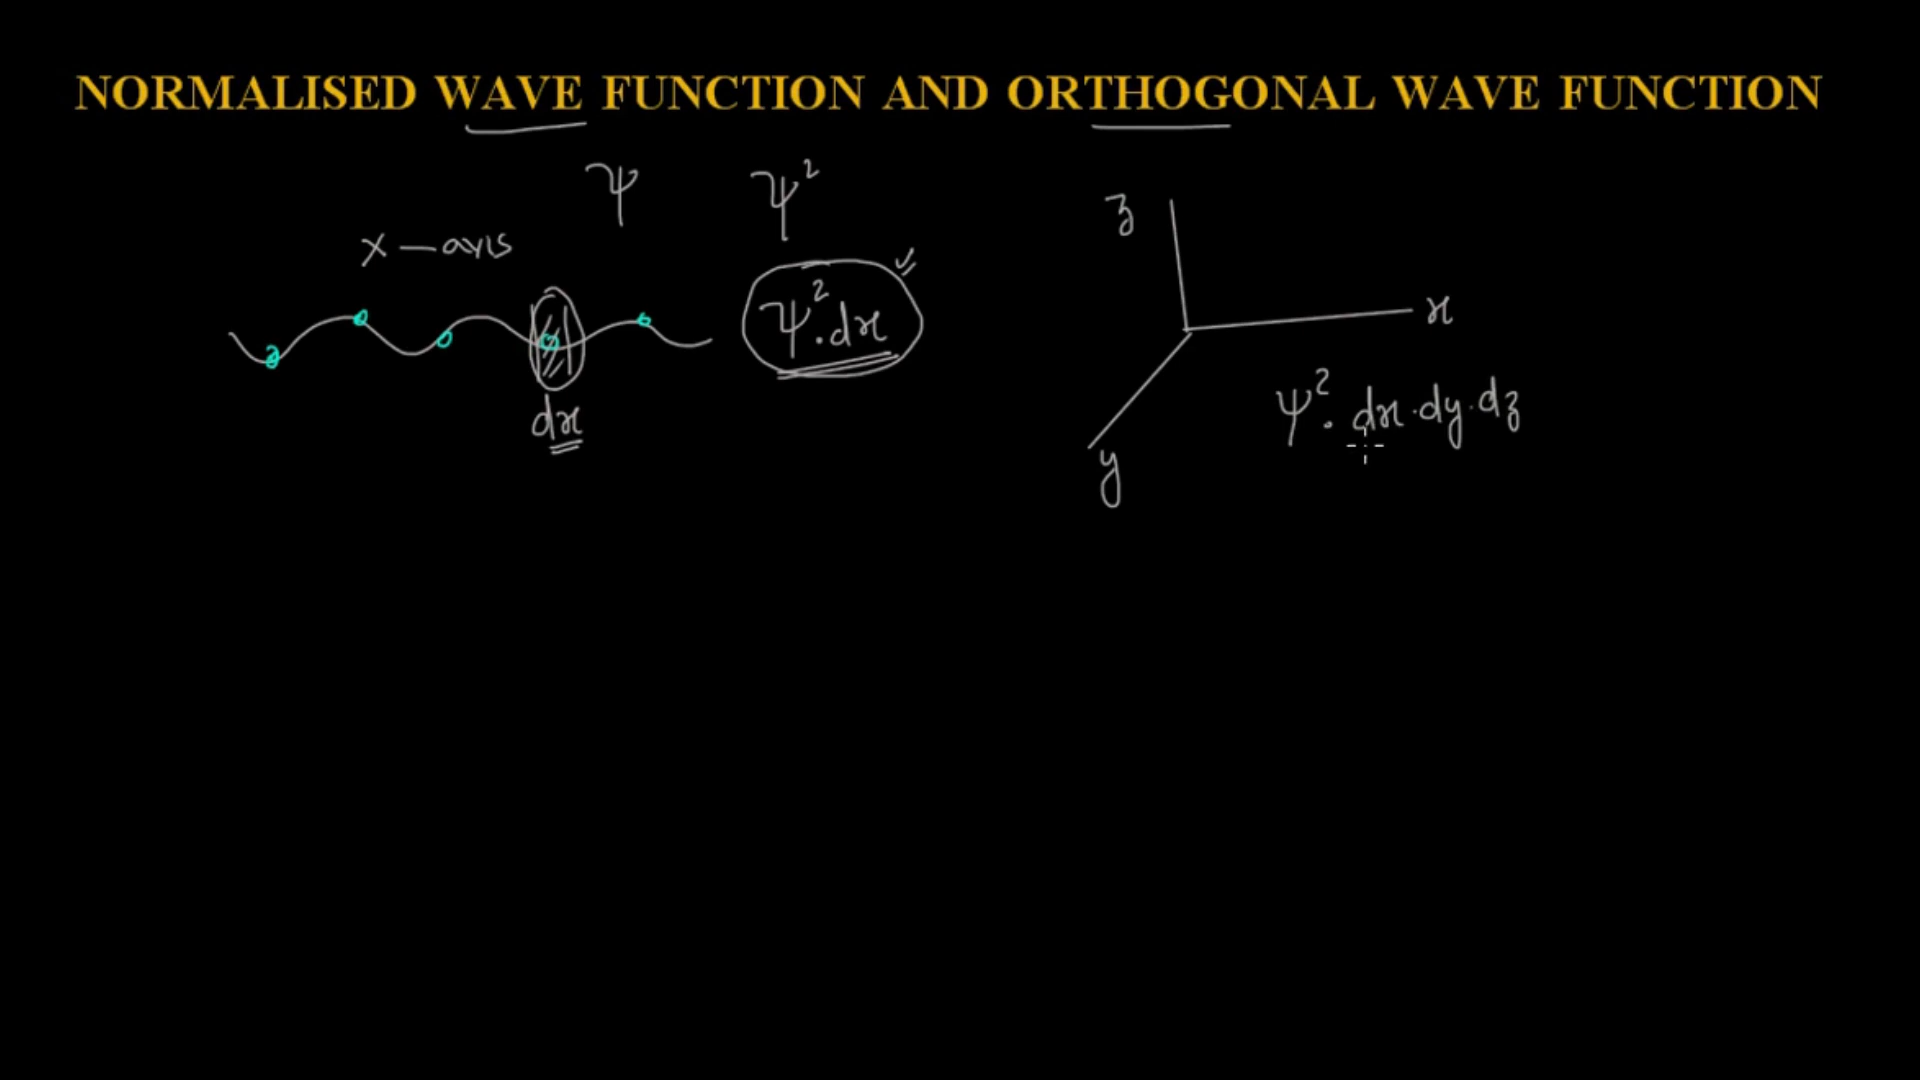 NORMALISED WAVE FUNCTION AND ORTHOGONAL WAVE FUNCTION
ψ ψ²
x — axis
ψ².dx
dx
z
x
y
ψ². dx.dy.dz